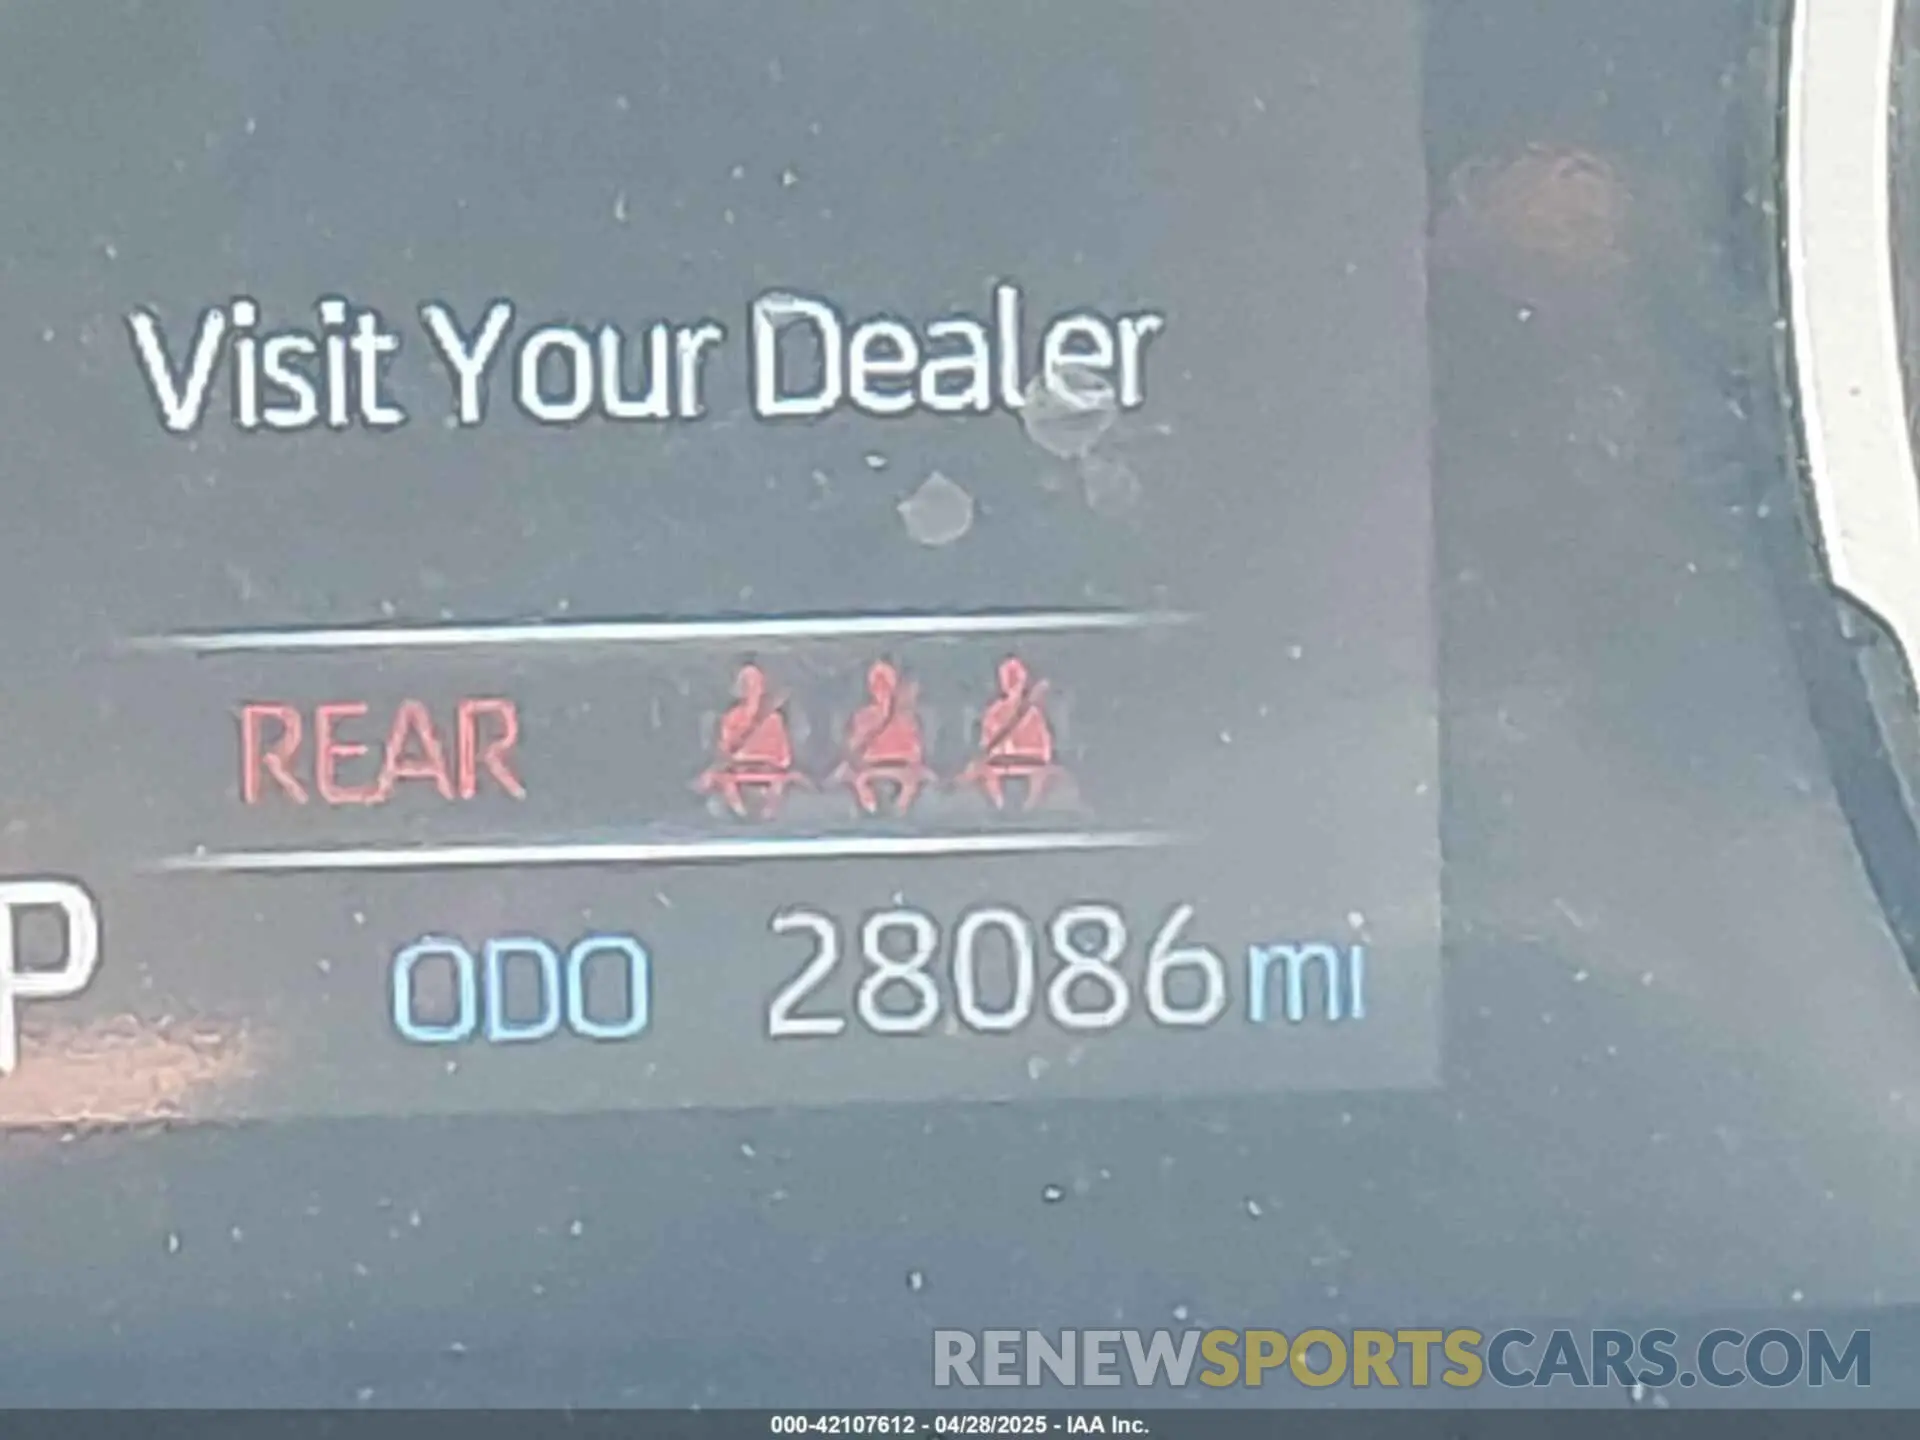 Visit Your Dealer
REAR
P
ODO 28086 mi
RENEWSPORTSCARS.COM
000-42107612 - 04/28/2025 - IAA Inc.